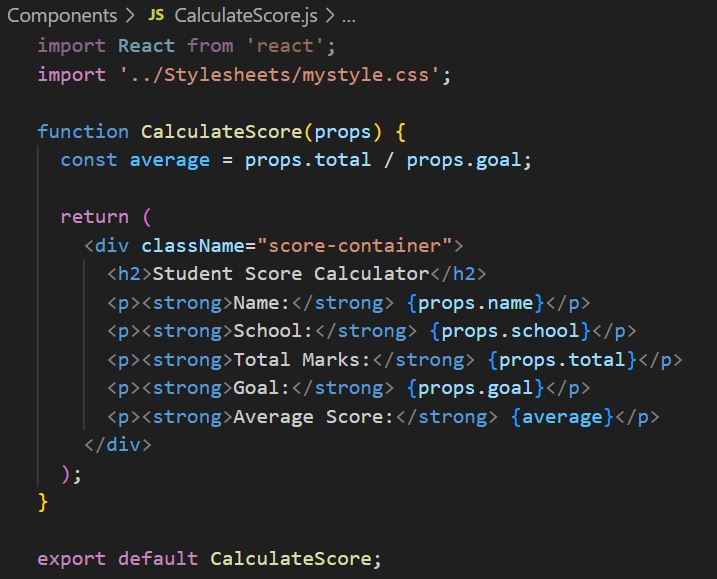 Components > JS CalculateScore.js > ...
import React from 'react';
import '../Stylesheets/mystyle.css';

function CalculateScore(props) {
  const average = props.total / props.goal;

  return (
    <div className="score-container">
      <h2>Student Score Calculator</h2>
      <p><strong>Name:</strong> {props.name}</p>
      <p><strong>School:</strong> {props.school}</p>
      <p><strong>Total Marks:</strong> {props.total}</p>
      <p><strong>Goal:</strong> {props.goal}</p>
      <p><strong>Average Score:</strong> {average}</p>
    </div>
  );
}

export default CalculateScore;